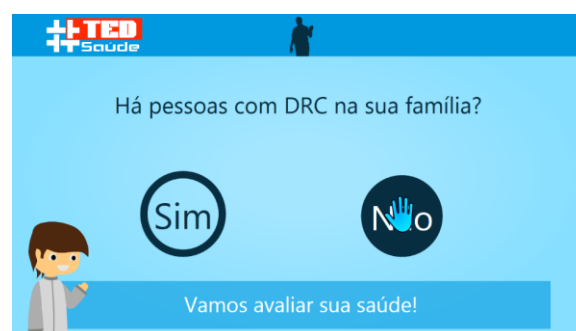 TED
Saúde
Há pessoas com DRC na sua família?
Sim
Vamos avaliar sua saúde!